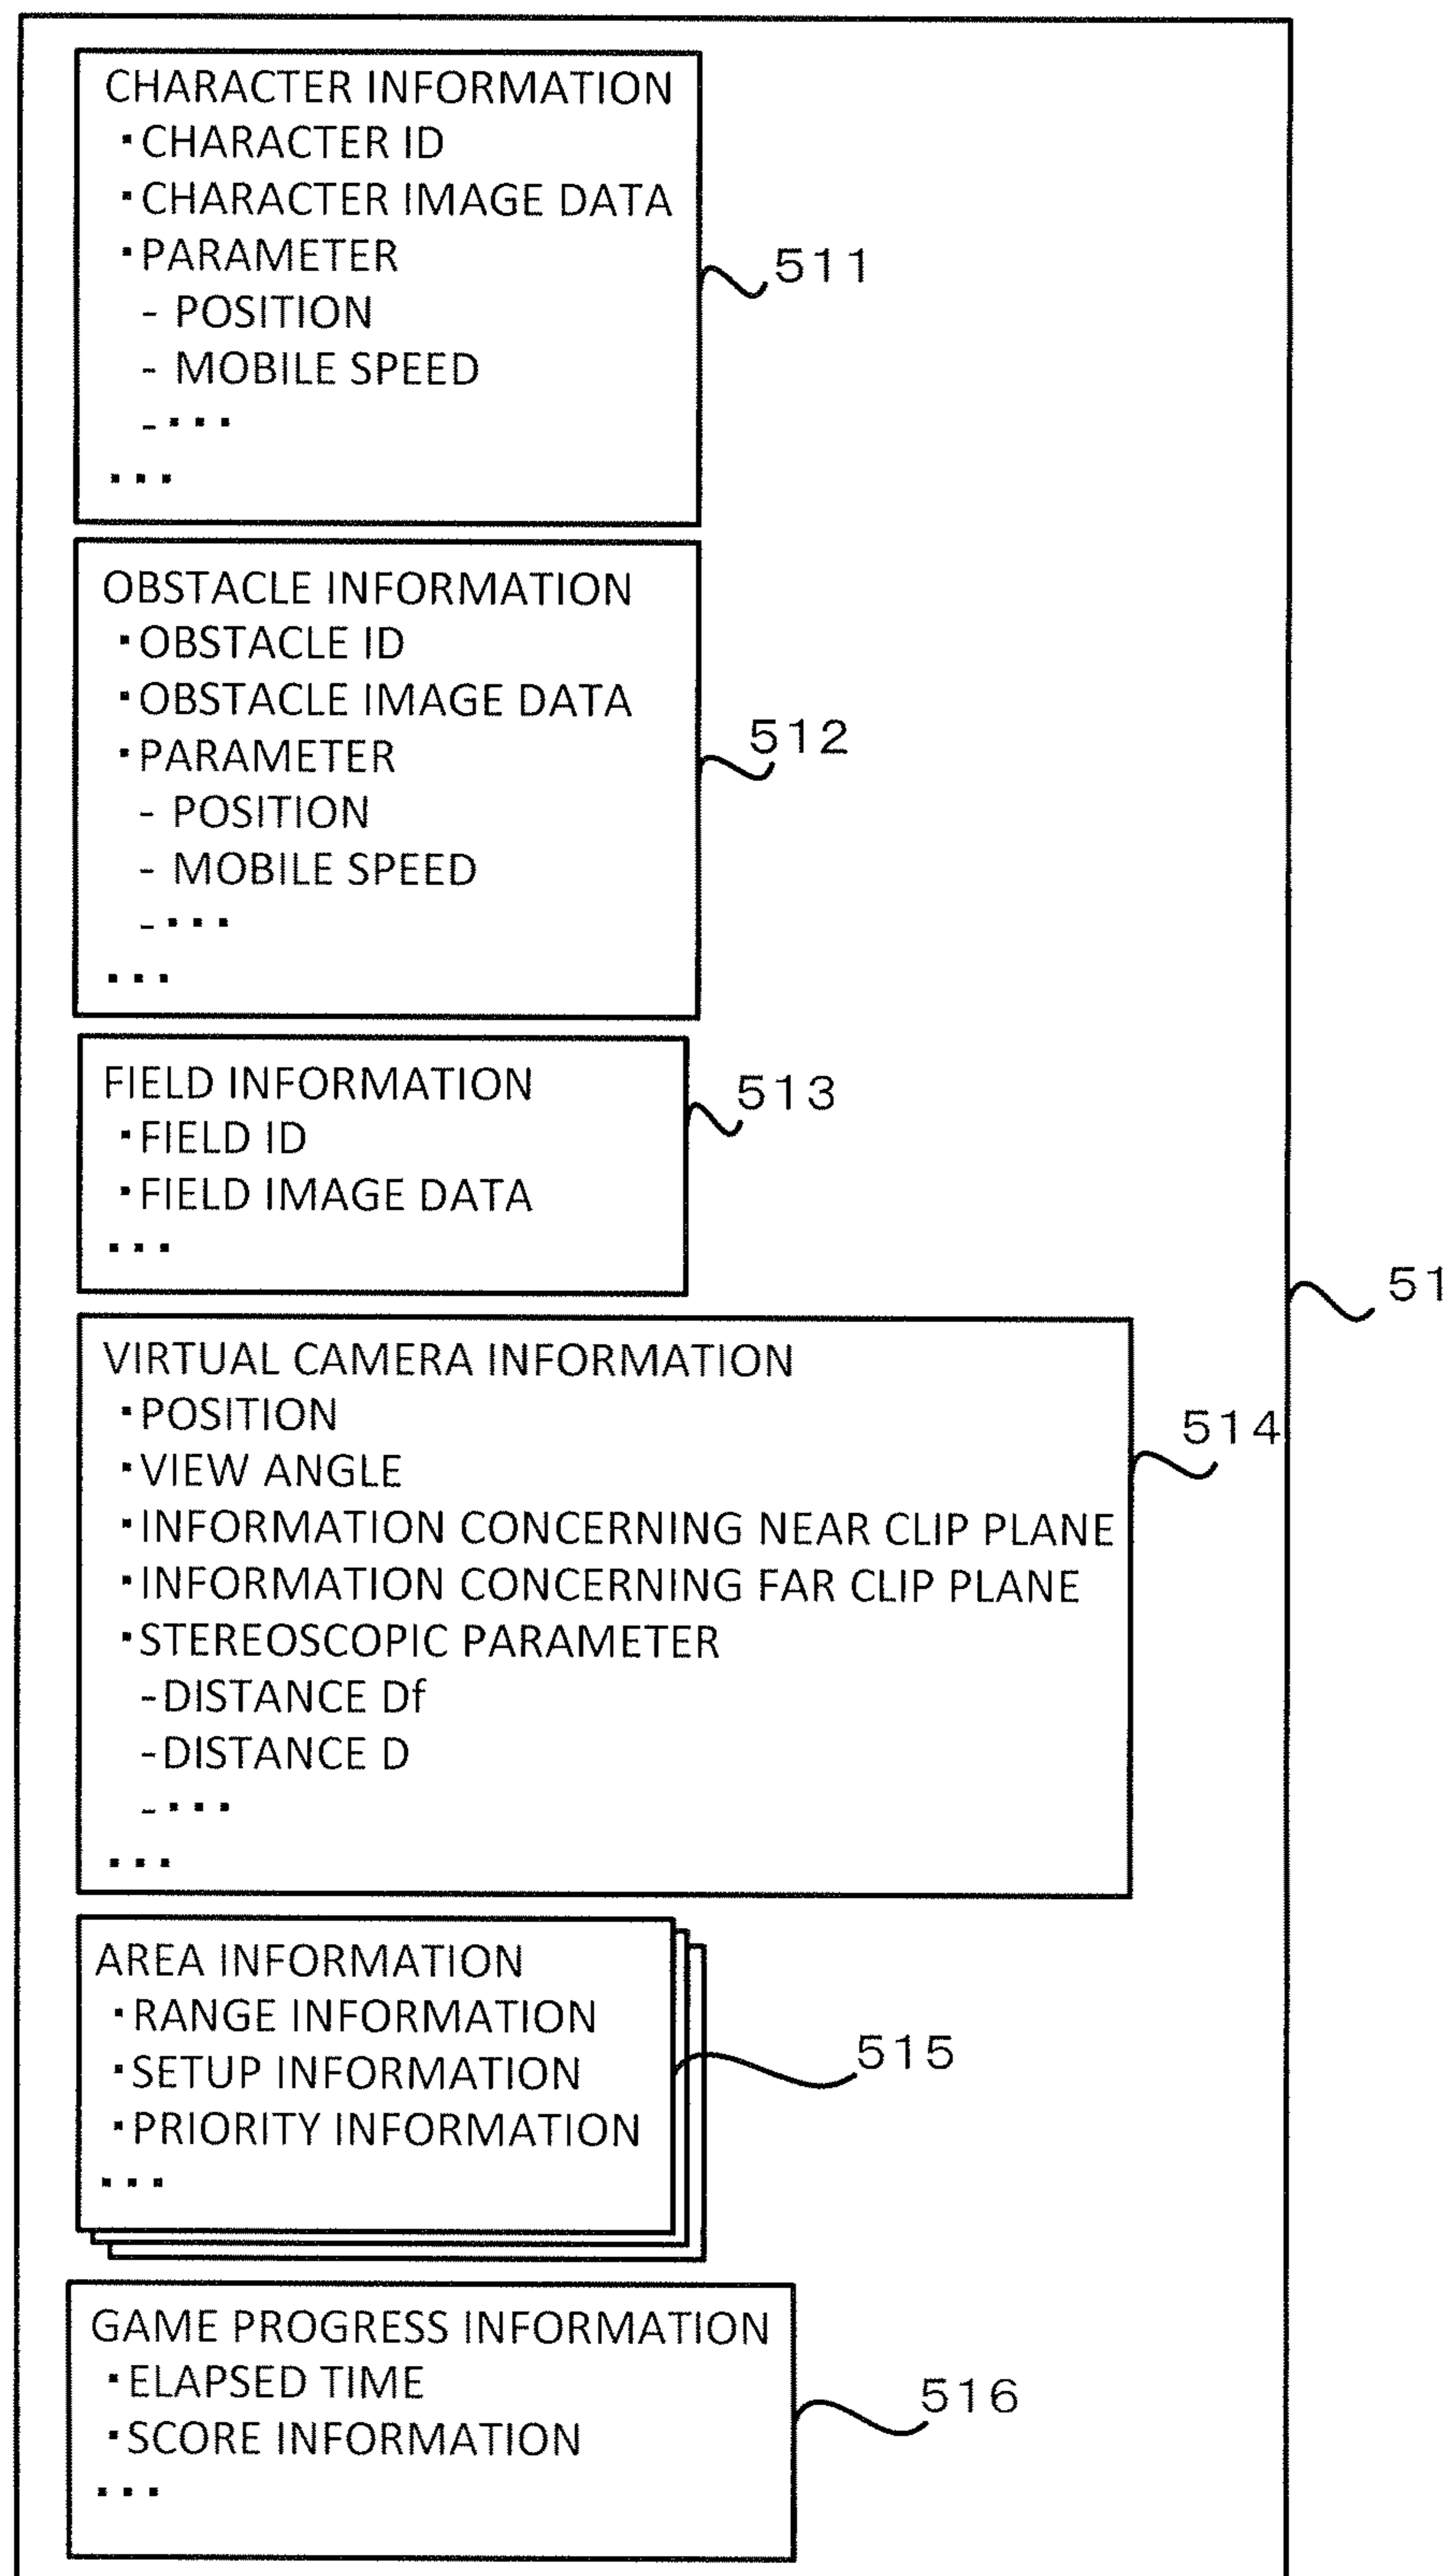 CHARACTER INFORMATION
・CHARACTER ID
・CHARACTER IMAGE DATA
・PARAMETER
- POSITION
- MOBILE SPEED
-・・・
・・・
511
OBSTACLE INFORMATION
・OBSTACLE ID
・OBSTACLE IMAGE DATA
・PARAMETER
- POSITION
- MOBILE SPEED
-・・・
・・・
512
FIELD INFORMATION
・FIELD ID
・FIELD IMAGE DATA
・・・
513
51
VIRTUAL CAMERA INFORMATION
・POSITION
・VIEW ANGLE
・INFORMATION CONCERNING NEAR CLIP PLANE
・INFORMATION CONCERNING FAR CLIP PLANE
・STEREOSCOPIC PARAMETER
-DISTANCE Df
-DISTANCE D
-・・・
・・・
514
AREA INFORMATION
・RANGE INFORMATION
・SETUP INFORMATION
・PRIORITY INFORMATION
・・・
515
GAME PROGRESS INFORMATION
・ELAPSED TIME
・SCORE INFORMATION
・・・
516